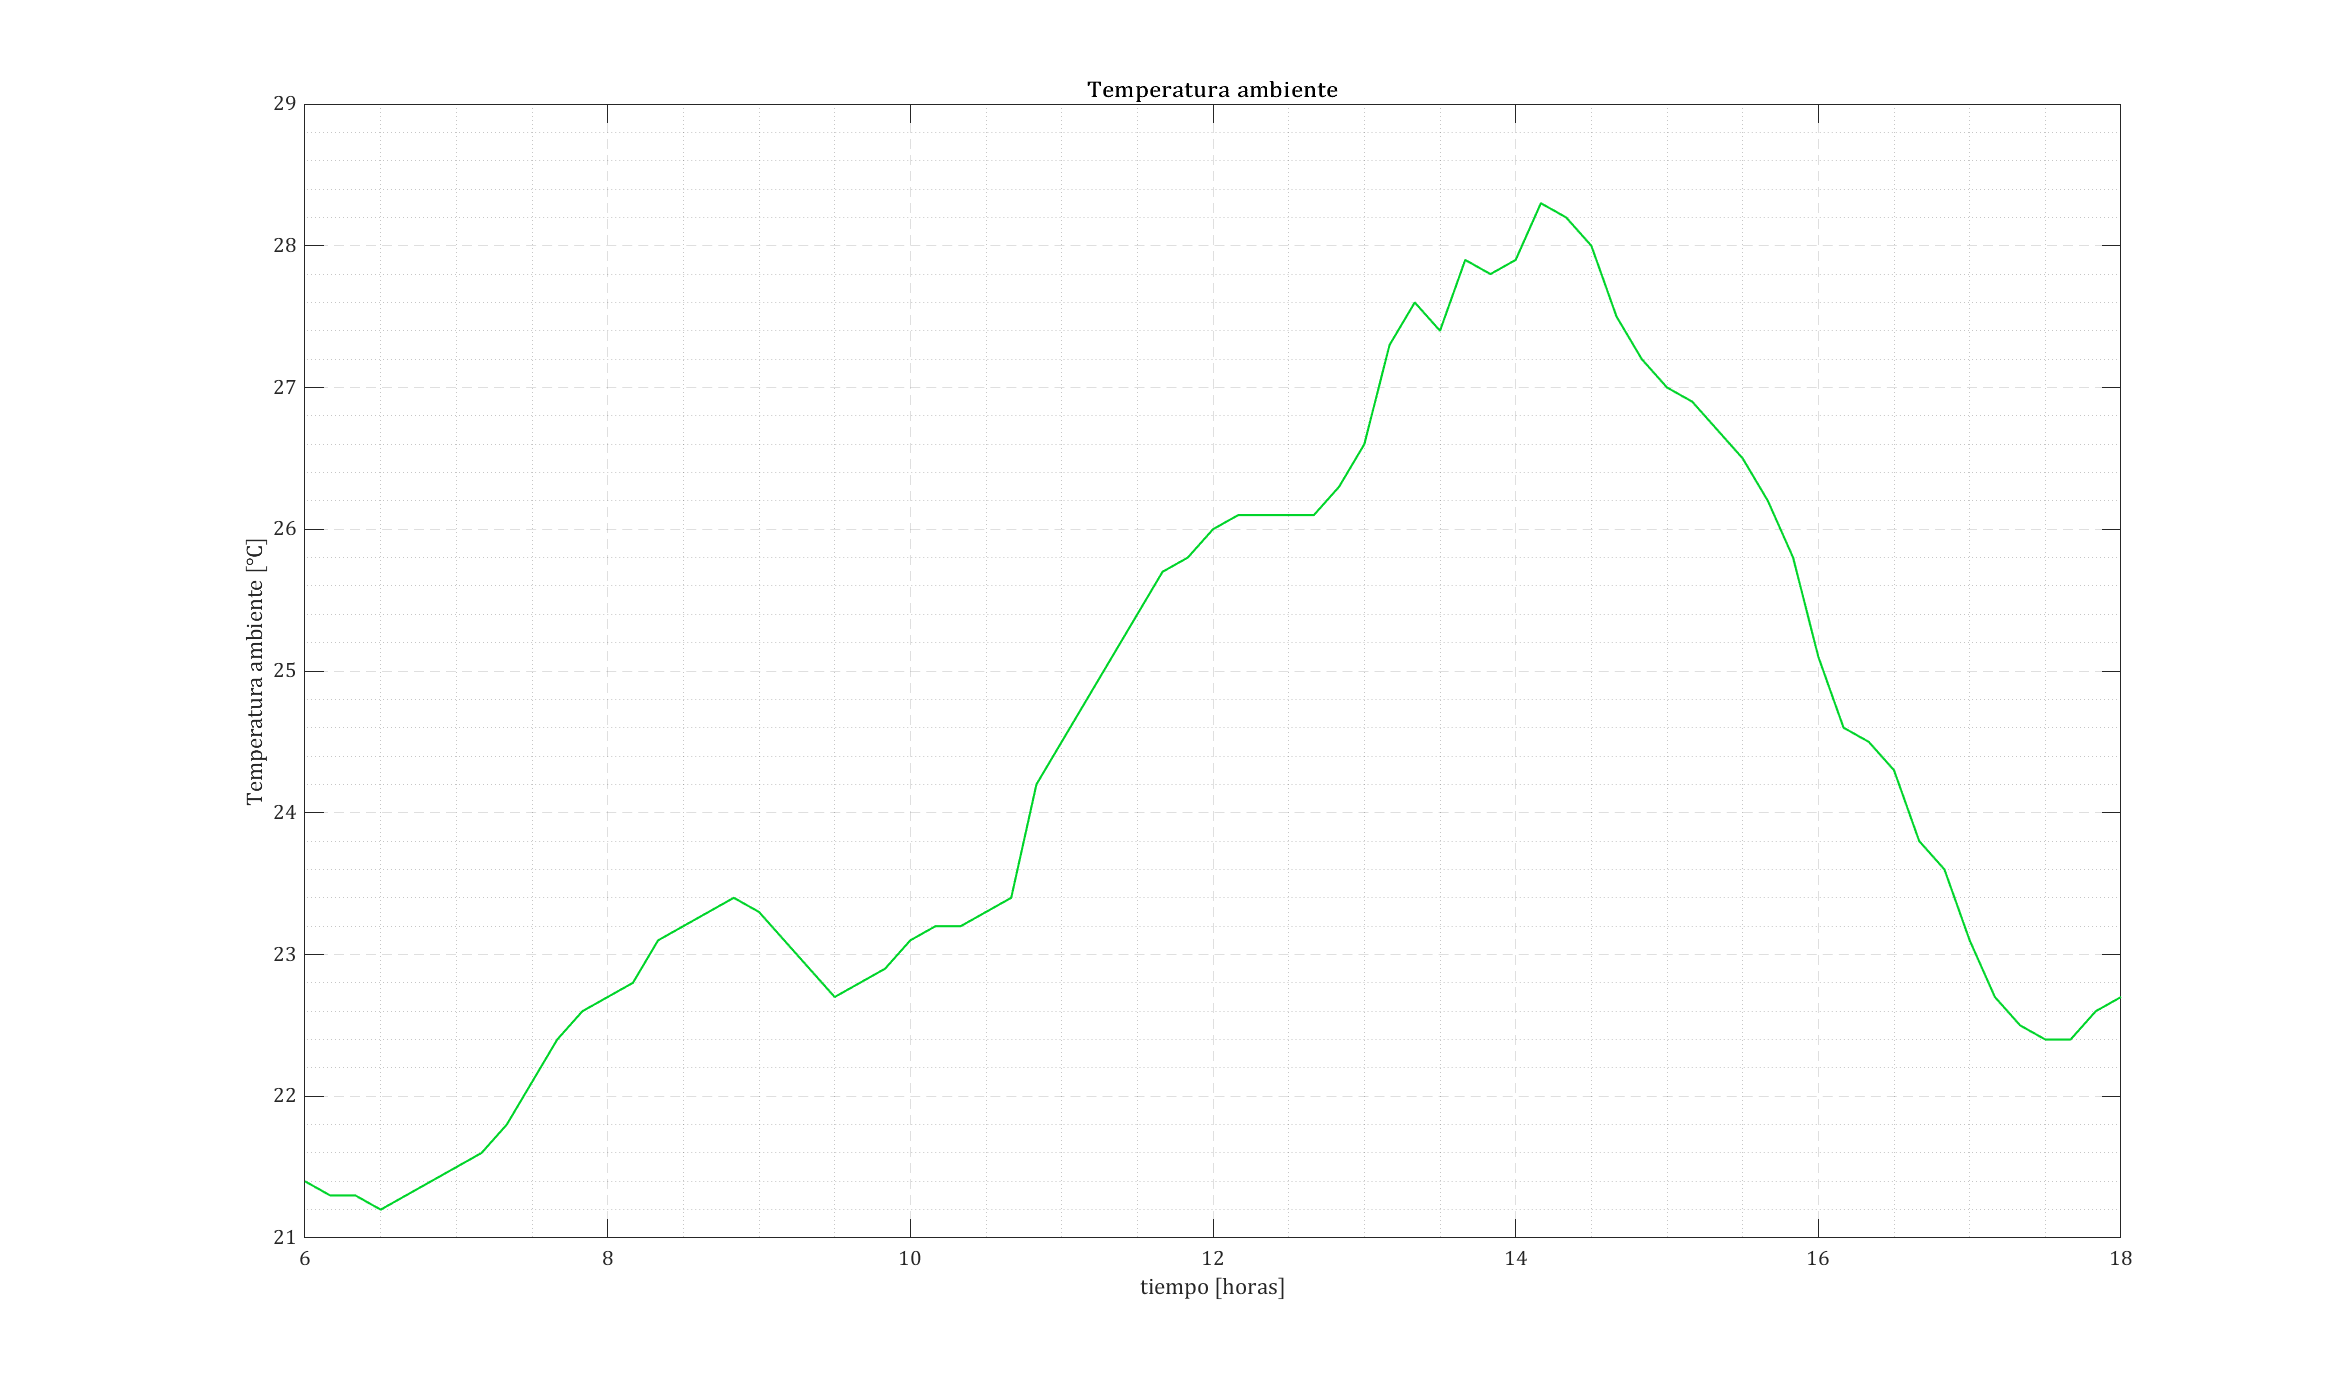 Temperatura ambiente
29
28
27
26
25
24
23
22
21
Temperatura ambiente [°C]
6 8 10 12 14 16 18
tiempo [horas]